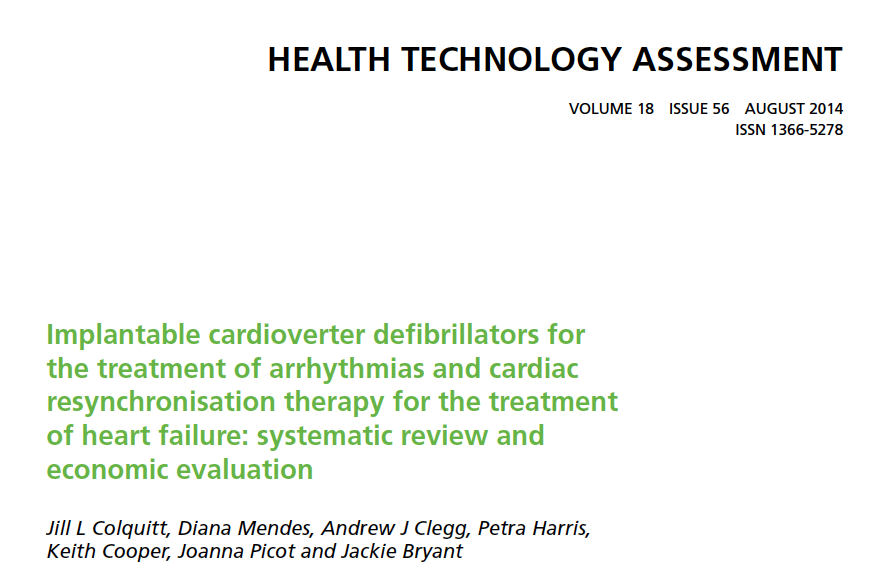 HEALTH TECHNOLOGY ASSESSMENT
VOLUME 18 ISSUE 56 AUGUST 2014
ISSN 1366-5278
Implantable cardioverter defibrillators for
the treatment of arrhythmias and cardiac
resynchronisation therapy for the treatment
of heart failure: systematic review and
economic evaluation
Jill L Colquitt, Diana Mendes, Andrew J Clegg, Petra Harris,
Keith Cooper, Joanna Picot and Jackie Bryant